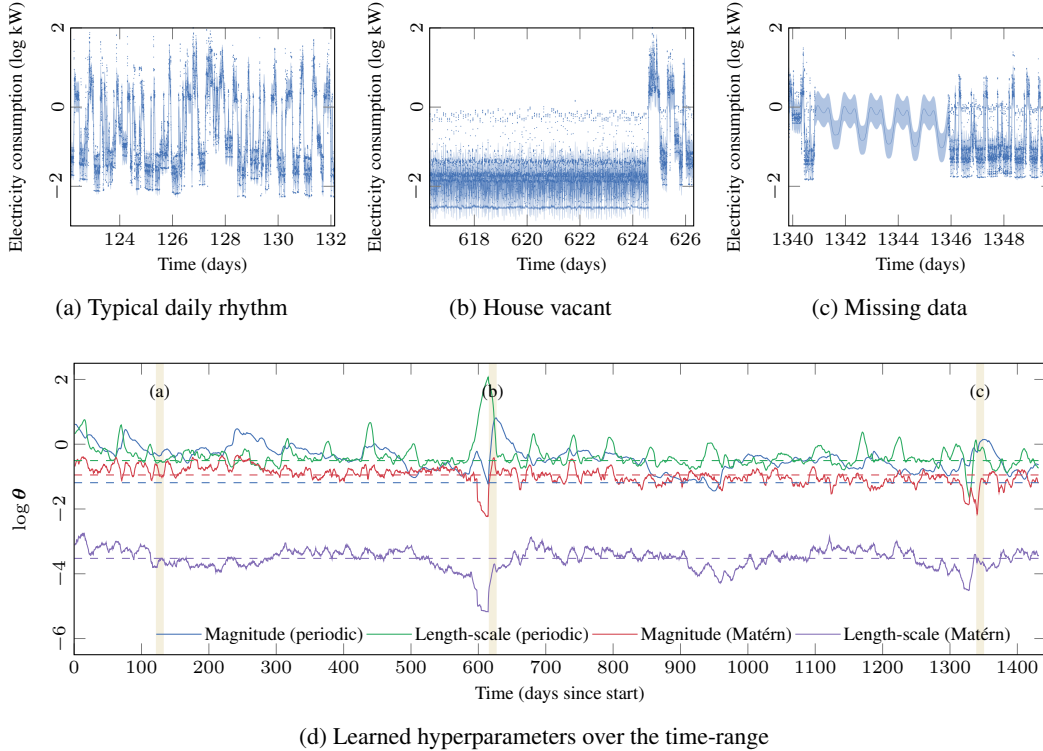 2
0
−2
Electricity consumption (log kW)
124 126 128 130 132
Time (days)
(a) Typical daily rhythm
2
0
−2
Electricity consumption (log kW)
618 620 622 624 626
Time (days)
(b) House vacant
2
0
−2
Electricity consumption (log kW)
1340 1342 1344 1346 1348
Time (days)
(c) Missing data
2
0
−2
−4
−6
log θ
(a)
(b)
(c)
Magnitude (periodic) Length-scale (periodic) Magnitude (Matérn) Length-scale (Matérn)
0 100 200 300 400 500 600 700 800 900 1000 1100 1200 1300 1400
Time (days since start)
(d) Learned hyperparameters over the time-range